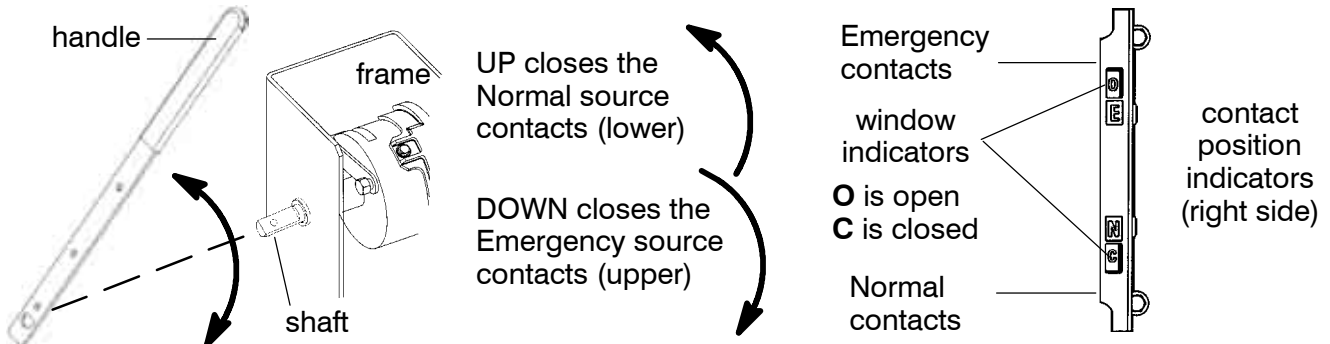 handle
frame
shaft
UP closes the
Normal source
contacts (lower)
DOWN closes the
Emergency source
contacts (upper)
Emergency
contacts
window
indicators
O is open
C is closed
Normal
contacts
O
E
N
C
contact
position
indicators
(right side)